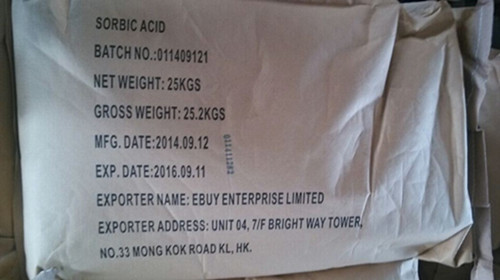 SORBIC ACID
BATCH NO.:011409121
NET WEIGHT: 25KGS
GROSS WEIGHT: 25.2KGS
MFG. DATE:2014.09.12
EXP. DATE:2016.09.11
EXPORTER NAME: EBUY ENTERPRISE LIMITED
EXPORTER ADDRESS: UNIT 04, 7/F BRIGHT WAY TOWER,
NO.33 MONG KOK ROAD KL, HK.